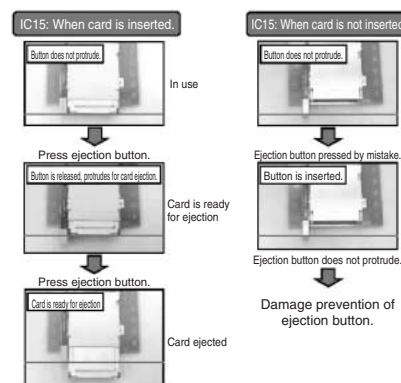 IC15: When card is inserted.
Button does not protrude.
In use
Press ejection button.
Button is released, protrudes for card ejection.
Card is ready
for ejection
Press ejection button.
Card is ready for ejection
Card ejected
IC15: When card is not inserted
Button does not protrude.
Ejection button pressed by mistake.
Button is inserted.
Ejection button does not protrude.
Damage prevention of
ejection button.